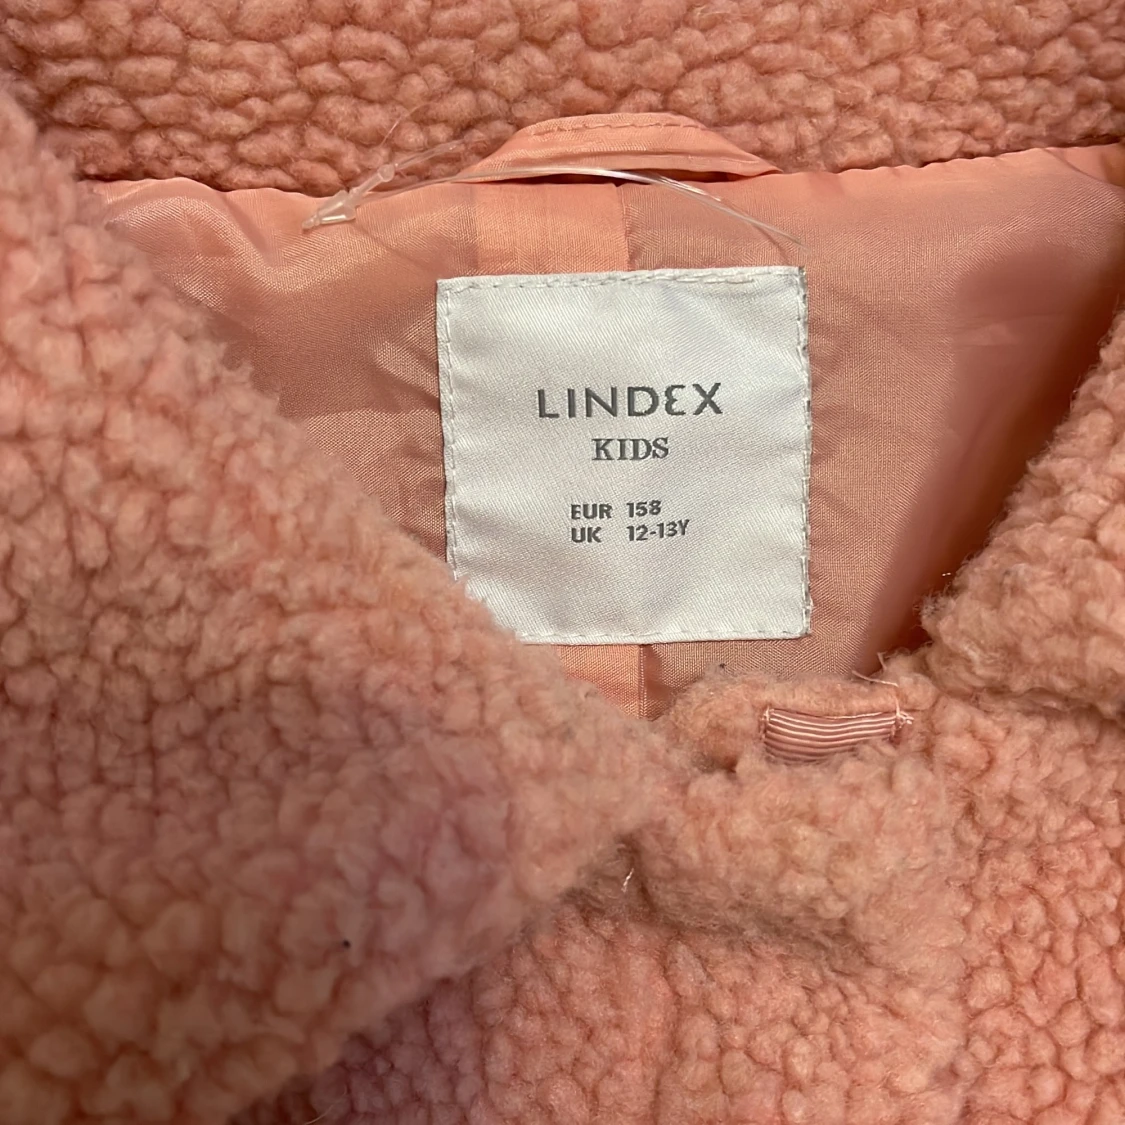 LINDEX
KIDS
EUR 158
UK 12-13Y